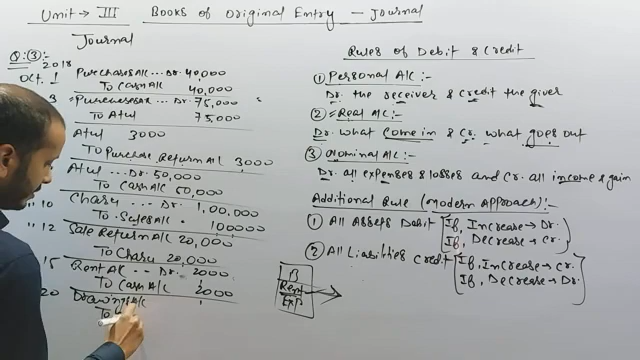 Unit → III Books of Original Entry – Journal
Journal
Q:③:- 2018
Oct. 1 Purchases A/c ... Dr. 40,000
To Cash A/c 40,000
3 Purchases A/c ... Dr. 75,000
To Atul 75,000
Atul 3000
To Purchase Return A/c 3,000
Atul ... Dr. 50,000
To Cash A/c 50,000
" 10 Charu ... Dr. 1,00,000
To Sales A/c 100000
" 12 Sale Return A/c 20,000
To Charu 20,000
15 Rent A/c ... Dr. 2000
To Cash A/c 2000
20 Drawings A/c
To
Rules of Debit & Credit
① Personal A/c :-
Dr. the receiver & credit the giver
② Real A/c :-
Dr. what come in & cr. what goes out
③ Nominal A/c :-
Dr. all expenses & losses and Cr. all income & gain
Additional Rule (Modern Approach) :-
① All Assets Debit [If, Increase → Dr.
If, Decrease → Cr.
② All Liabilities Credit [If, Increase → Cr.
If, Decrease → Dr.
B
Rent
Exp